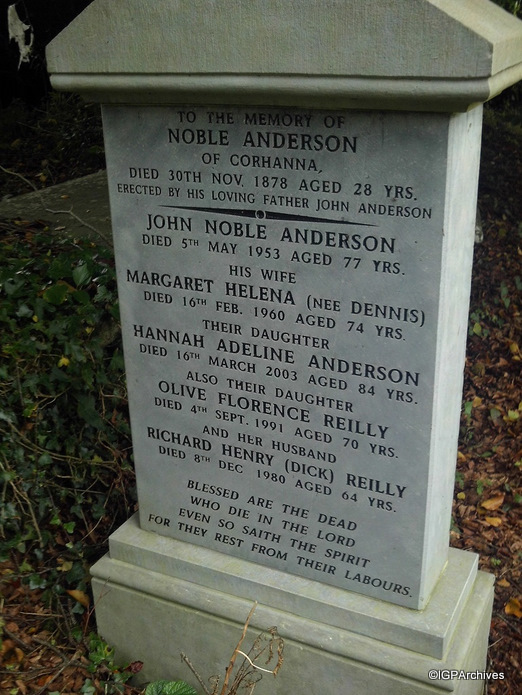 TO THE MEMORY OF
NOBLE ANDERSON
OF CORHANNA,
DIED 30TH NOV. 1878 AGED 28 YRS.
ERECTED BY HIS LOVING FATHER JOHN ANDERSON
JOHN NOBLE ANDERSON
DIED 5TH MAY 1953 AGED 77 YRS.
HIS WIFE
MARGARET HELENA (NEE DENNIS)
DIED 16TH FEB. 1960 AGED 74 YRS.
THEIR DAUGHTER
HANNAH ADELINE ANDERSON
DIED 16TH MARCH 2003 AGED 84 YRS.
ALSO THEIR DAUGHTER
OLIVE FLORENCE REILLY
DIED 4TH SEPT. 1991 AGED 70 YRS.
AND HER HUSBAND
RICHARD HENRY (DICK) REILLY
DIED 8TH DEC 1980 AGED 64 YRS.
BLESSED ARE THE DEAD
WHO DIE IN THE LORD
EVEN SO SAITH THE SPIRIT
FOR THEY REST FROM THEIR LABOURS.
©IGPArchives